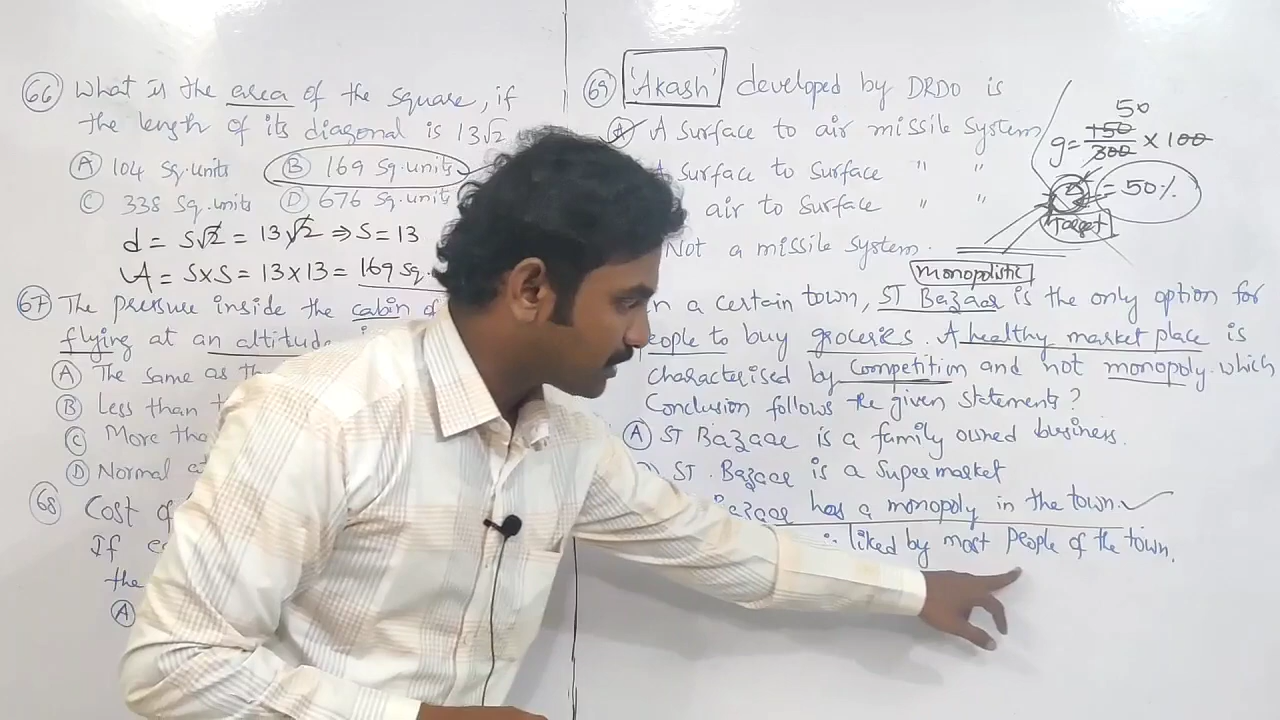 66 What is the area of the square, if
the length of its diagonal is 13√2
A 104 Sq.units B 169 Sq.units
C 338 Sq.units D 676 Sq.units
d = S√2 = 13√2 ⇒ S = 13
A = S×S = 13×13 = 169 Sq.
67 The pressure inside the cabin of
flying at an altitude
A The same as
B Less than
C More
D Normal
68 Cost
If
the
A
69 'Akash' developed by DRDO is
A A surface to air missile system
surface to surface " "
air to surface " "
Not a missile system.
50
g = 150/300 × 100
= 50%
Target
monopolistic
n a certain town, ST Bazaar is the only option for
eople to buy groceries. A healthy market place is
characterised by competition and not monopoly. which
Conclusion follows the given statements?
A ST Bazaar is a family owned business.
ST. Bazaar is a Supermarket
has a monopoly in the town.
liked by most people of the town.